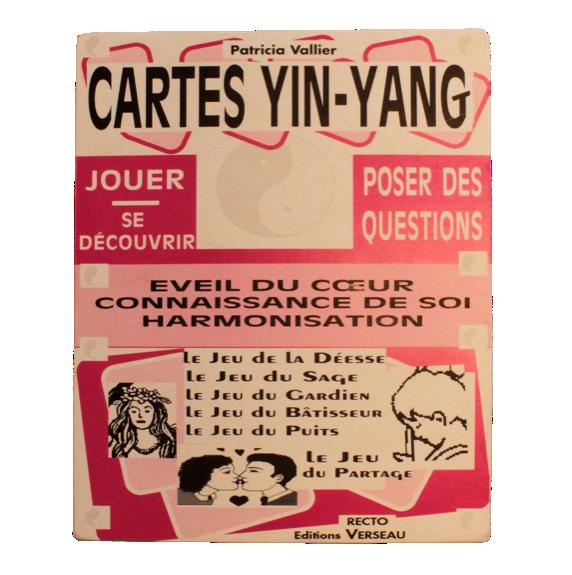 Patricia Vallier
CARTES YIN-YANG
JOUER
SE
DÉCOUVRIR
POSER DES
QUESTIONS
EVEIL DU CŒUR
CONNAISSANCE DE SOI
HARMONISATION
Le Jeu de la Déesse
Le Jeu du Sage
Le Jeu du Gardien
Le Jeu du Bâtisseur
Le Jeu du Puits
Le Jeu
du Partage
RECTO
Editions VERSEAU